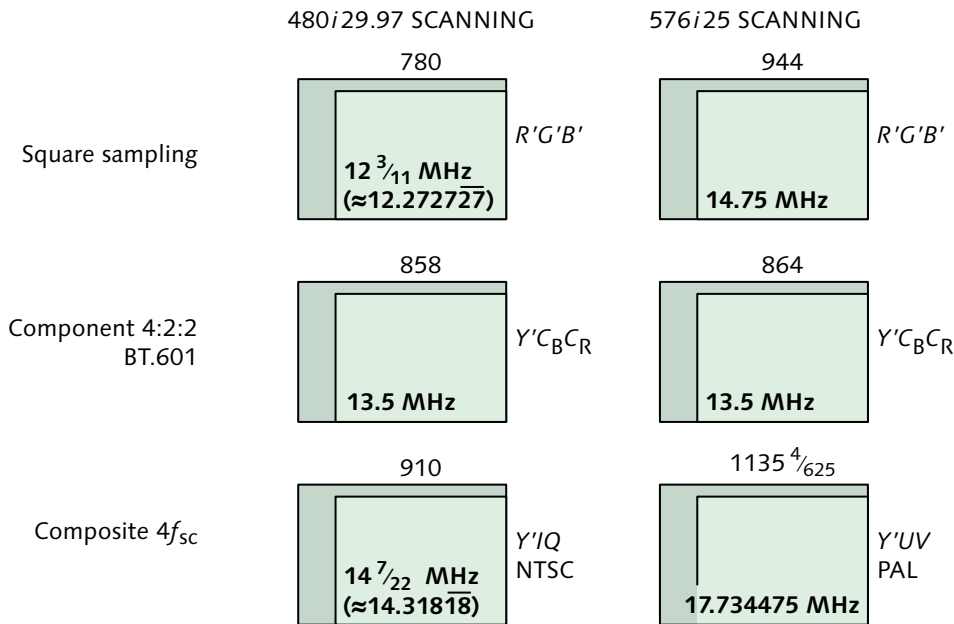 480i29.97 SCANNING 576i25 SCANNING
780 944
Square sampling
R'G'B' R'G'B'
12 3⁄11 MHz
(≈12.272727̅) 14.75 MHz
858 864
Component 4:2:2
BT.601
Y'CBCR Y'CBCR
13.5 MHz 13.5 MHz
910 1135 4⁄625
Composite 4fsc
Y'IQ
NTSC
Y'UV
PAL
14 7⁄22 MHz
(≈14.31818̅) 17.734475 MHz